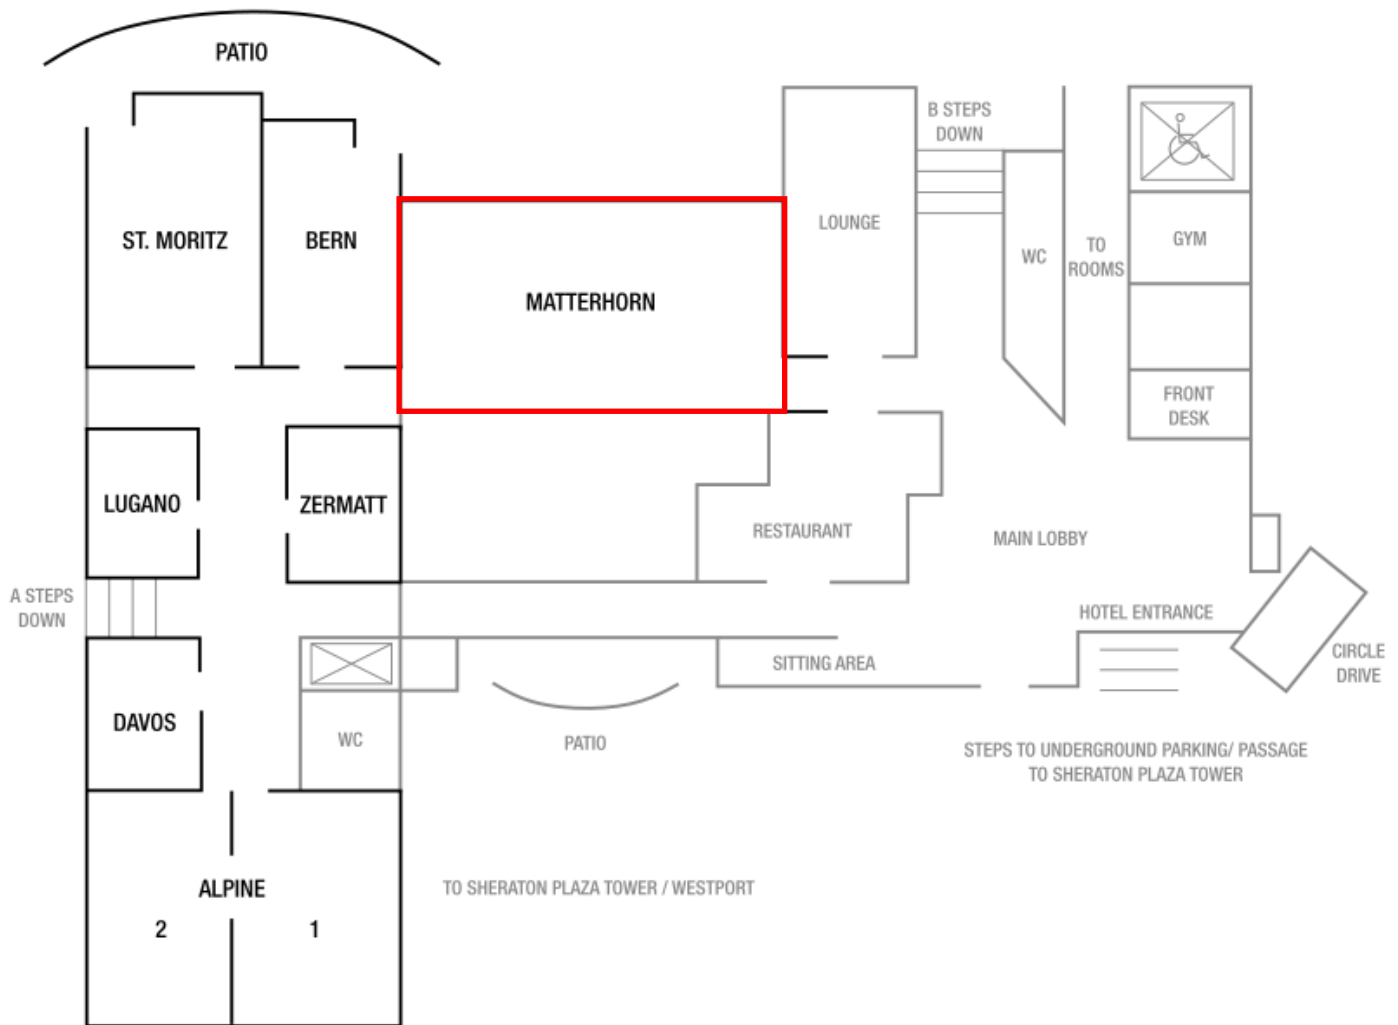 PATIO
B STEPS
DOWN
ST. MORITZ
BERN
LOUNGE
WC
TO
ROOMS
GYM
MATTERHORN
FRONT
DESK
LUGANO
ZERMATT
RESTAURANT
MAIN LOBBY
A STEPS
DOWN
HOTEL ENTRANCE
SITTING AREA
CIRCLE
DRIVE
DAVOS
WC
PATIO
STEPS TO UNDERGROUND PARKING/ PASSAGE
TO SHERATON PLAZA TOWER
ALPINE
TO SHERATON PLAZA TOWER / WESTPORT
2
1